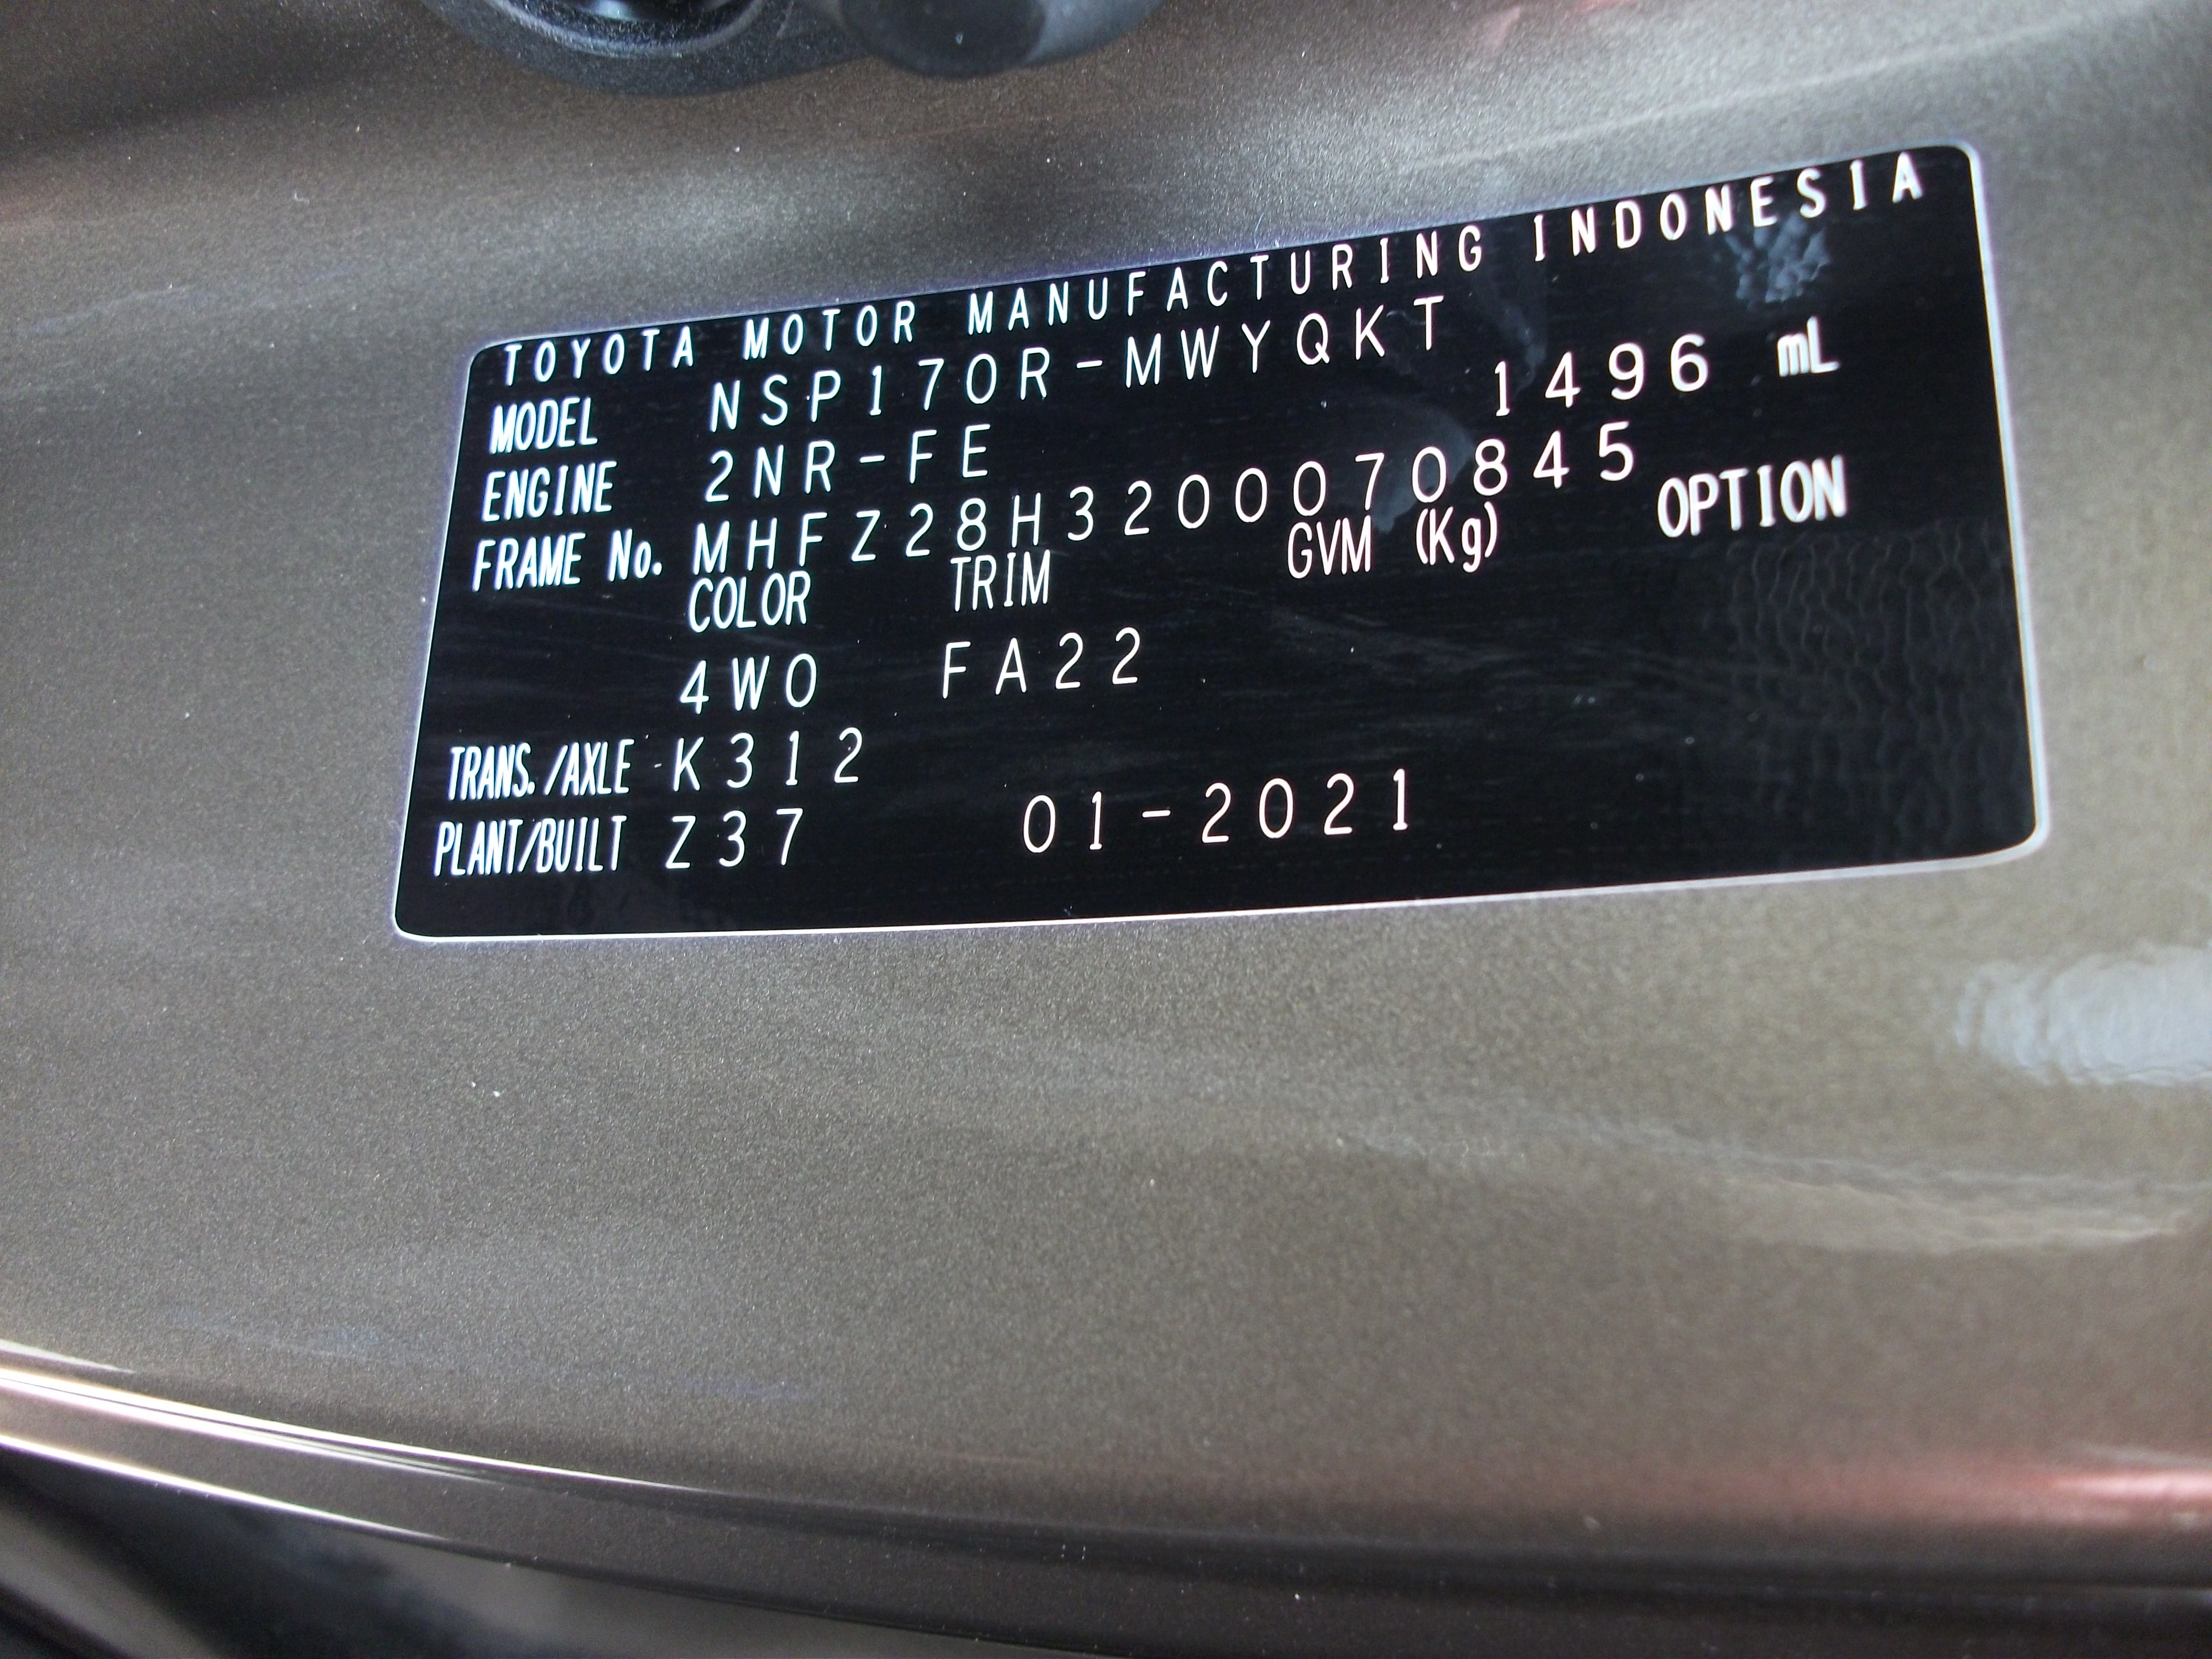 TOYOTA MOTOR MANUFACTURING INDONESIA
MODEL NSP170R-MWYQKT
ENGINE 2NR-FE 1496 mL
FRAME No. MHFZ28H3200070845
COLOR TRIM GVM (Kg) OPTION
4W0 FA22
TRANS./AXLE K312
PLANT/BUILT Z37 01-2021